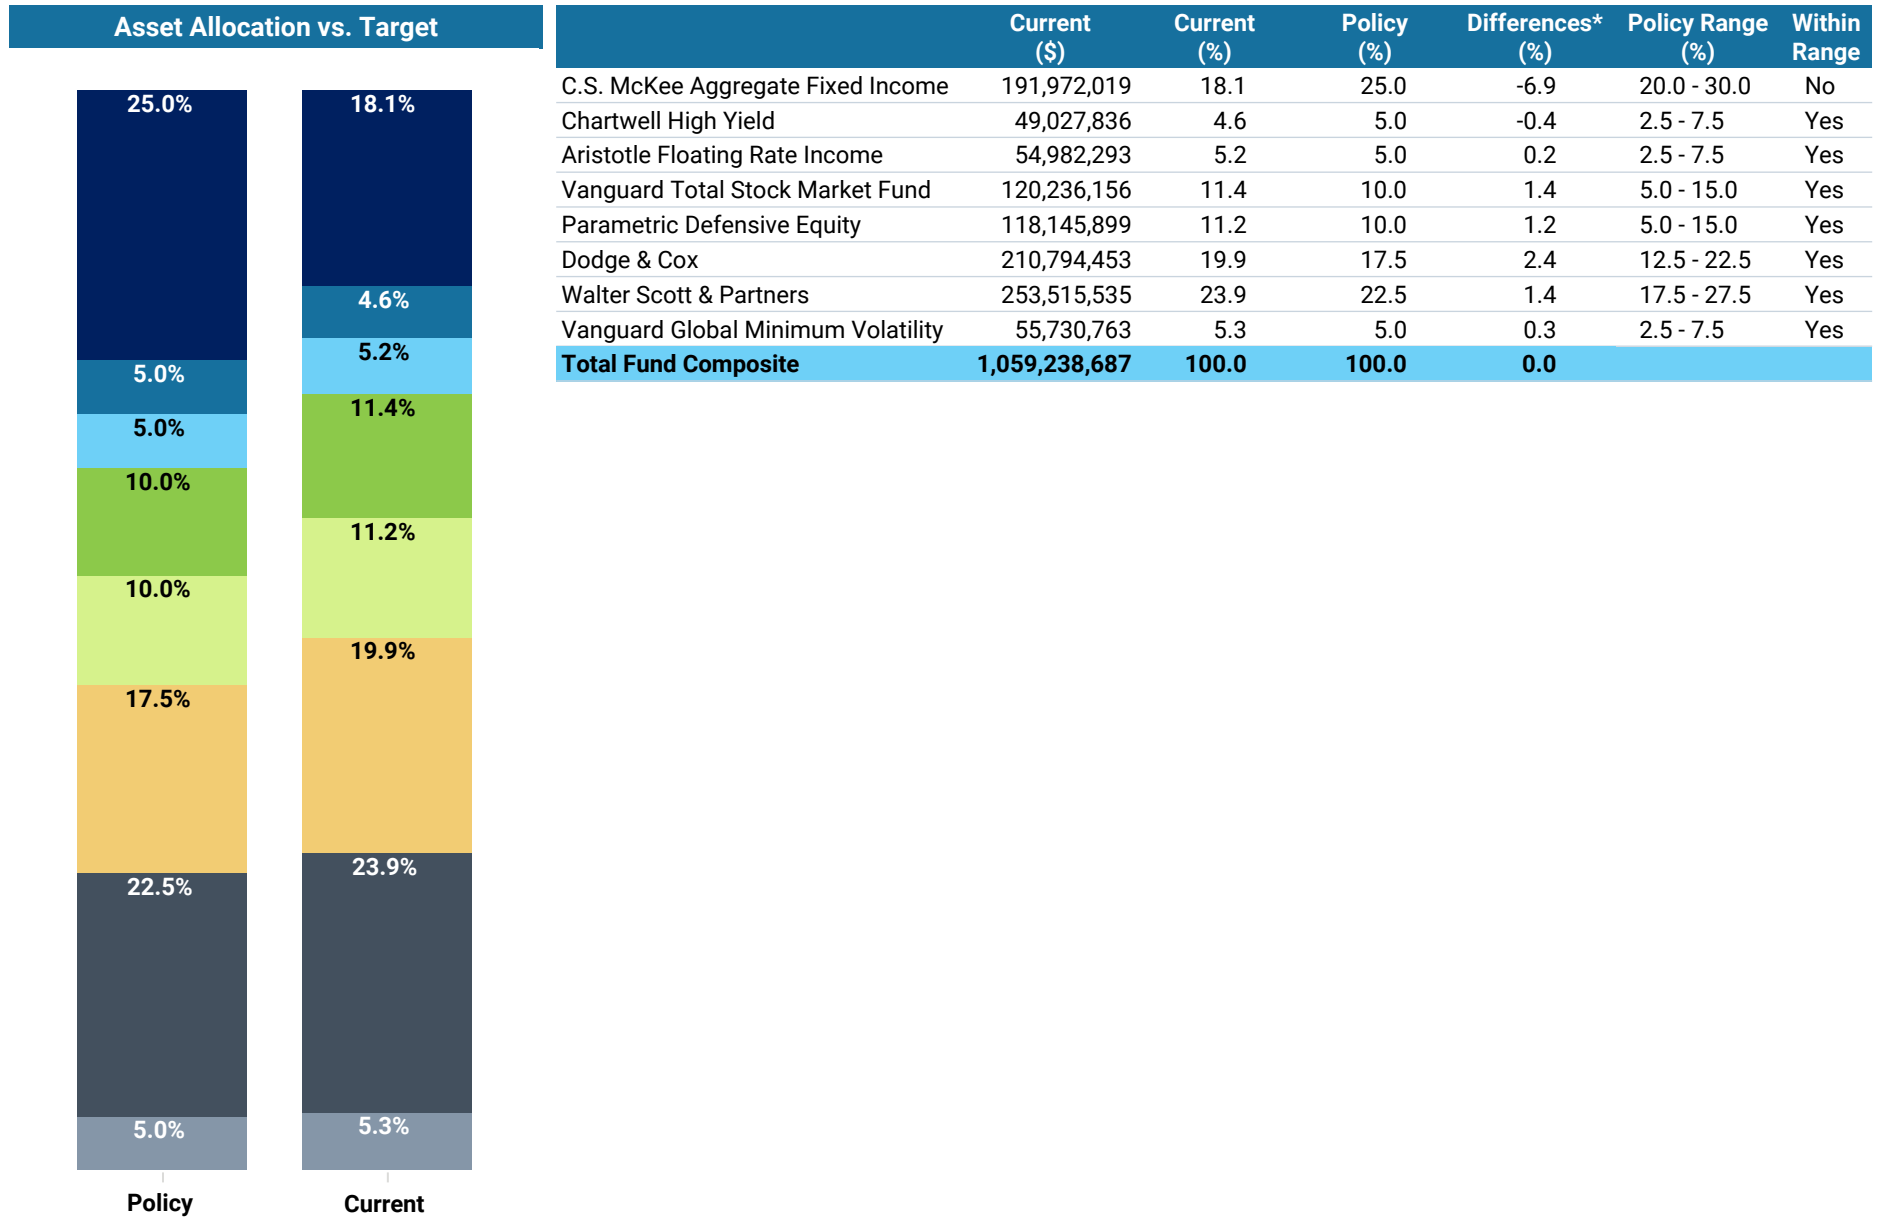 Asset Allocation vs. Target
25.0%
5.0%
5.0%
10.0%
10.0%
17.5%
22.5%
5.0%
Policy
18.1%
4.6%
5.2%
11.4%
11.2%
19.9%
23.9%
5.3%
Current
Current ($) Current (%) Policy (%) Differences* (%) Policy Range (%) Within Range
C.S. McKee Aggregate Fixed Income 191,972,019 18.1 25.0 -6.9 20.0 - 30.0 No
Chartwell High Yield 49,027,836 4.6 5.0 -0.4 2.5 - 7.5 Yes
Aristotle Floating Rate Income 54,982,293 5.2 5.0 0.2 2.5 - 7.5 Yes
Vanguard Total Stock Market Fund 120,236,156 11.4 10.0 1.4 5.0 - 15.0 Yes
Parametric Defensive Equity 118,145,899 11.2 10.0 1.2 5.0 - 15.0 Yes
Dodge & Cox 210,794,453 19.9 17.5 2.4 12.5 - 22.5 Yes
Walter Scott & Partners 253,515,535 23.9 22.5 1.4 17.5 - 27.5 Yes
Vanguard Global Minimum Volatility 55,730,763 5.3 5.0 0.3 2.5 - 7.5 Yes
Total Fund Composite 1,059,238,687 100.0 100.0 0.0